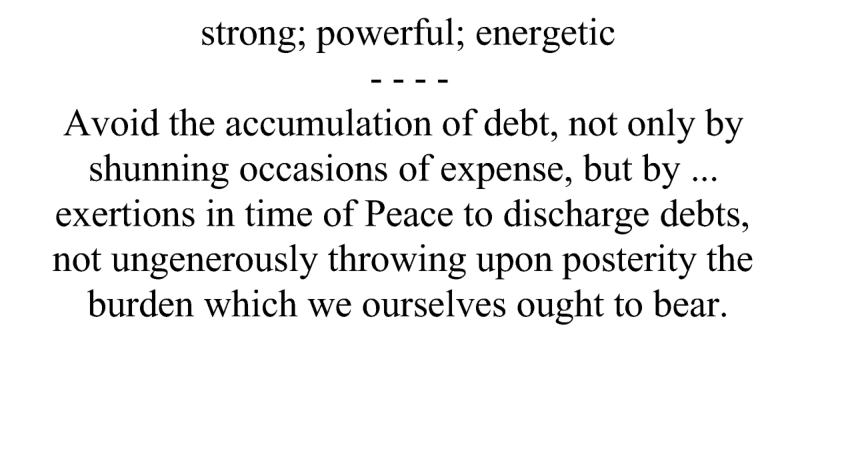 strong; powerful; energetic
- - - -
Avoid the accumulation of debt, not only by
shunning occasions of expense, but by ...
exertions in time of Peace to discharge debts,
not ungenerously throwing upon posterity the
burden which we ourselves ought to bear.